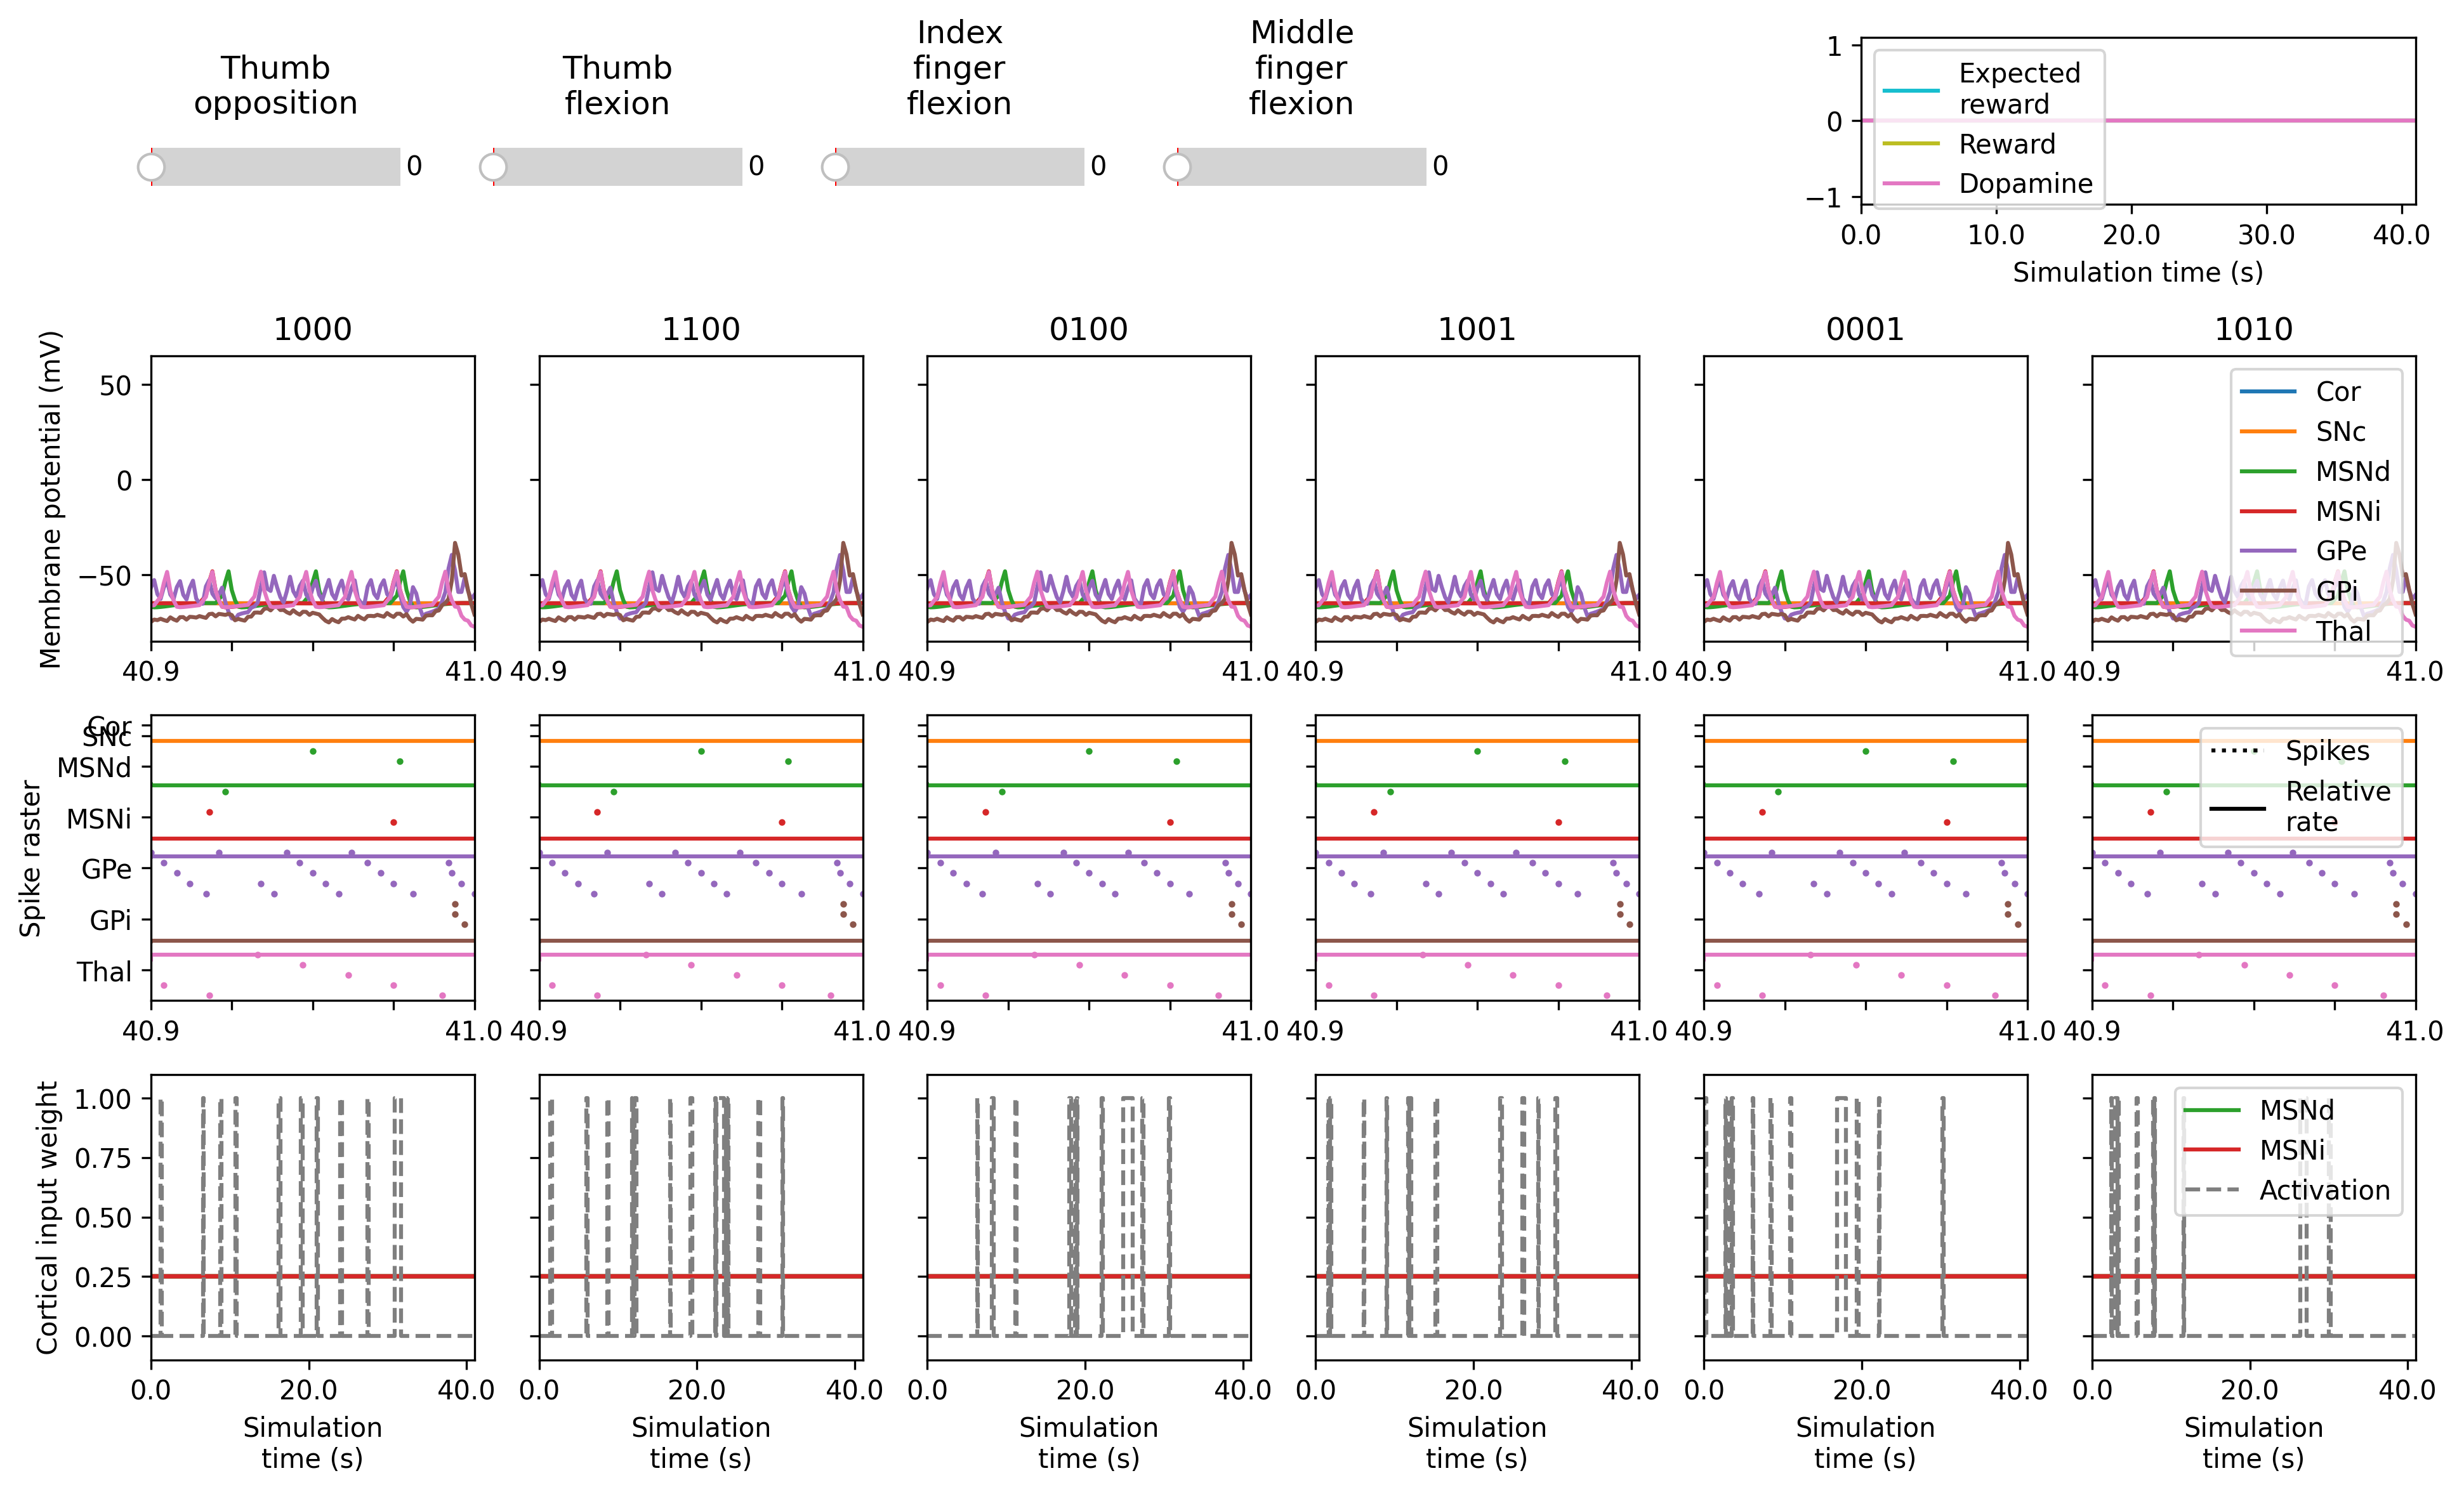 Thumb
opposition
Thumb
flexion
Index
finger
flexion
Middle
finger
flexion
0
0
0
0
1
0
−1
Expected
reward
Reward
Dopamine
0.0 10.0 20.0 30.0 40.0
Simulation time (s)
1000
1100
0100
1001
0001
1010
Membrane potential (mV)
50
0
−50
Cor
SNc
MSNd
MSNi
GPe
GPi
Thal
40.9 41.0
40.9 41.0
40.9 41.0
40.9 41.0
40.9 41.0
40.9 41.0
Spike raster
Cor
SNc
MSNd
MSNi
GPe
GPi
Thal
Spikes
Relative
rate
40.9 41.0
40.9 41.0
40.9 41.0
40.9 41.0
40.9 41.0
40.9 41.0
Cortical input weight
1.00
0.75
0.50
0.25
0.00
MSNd
MSNi
Activation
0.0 20.0 40.0
0.0 20.0 40.0
0.0 20.0 40.0
0.0 20.0 40.0
0.0 20.0 40.0
0.0 20.0 40.0
Simulation
time (s)
Simulation
time (s)
Simulation
time (s)
Simulation
time (s)
Simulation
time (s)
Simulation
time (s)